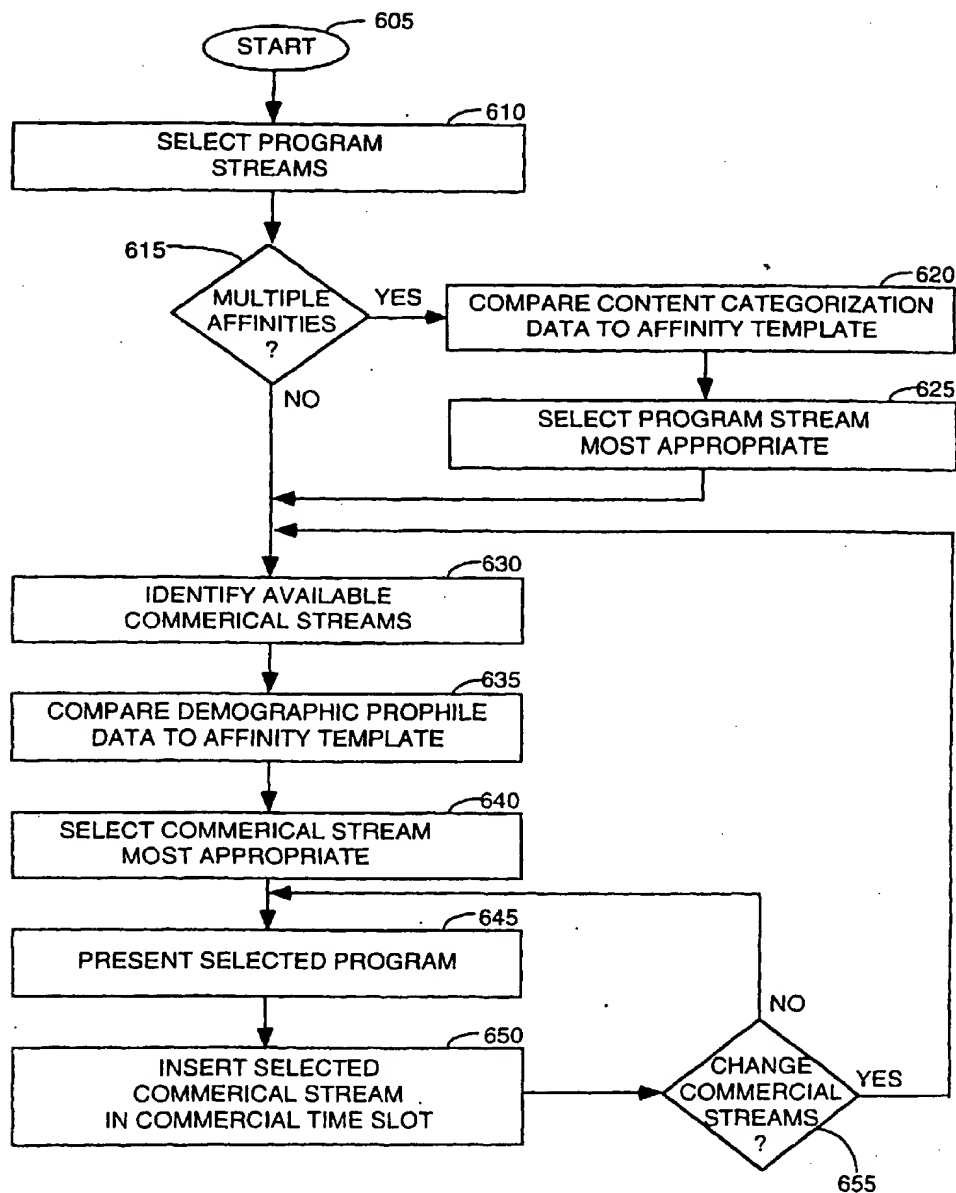 605
START
610
SELECT PROGRAM
STREAMS
615
MULTIPLE
AFFINITIES
?
YES
NO
620
COMPARE CONTENT CATEGORIZATION
DATA TO AFFINITY TEMPLATE
625
SELECT PROGRAM STREAM
MOST APPROPRIATE
630
IDENTIFY AVAILABLE
COMMERICAL STREAMS
635
COMPARE DEMOGRAPHIC PROPHILE
DATA TO AFFINITY TEMPLATE
640
SELECT COMMERICAL STREAM
MOST APPROPRIATE
645
PRESENT SELECTED PROGRAM
650
INSERT SELECTED
COMMERICAL STREAM
IN COMMERCIAL TIME SLOT
NO
CHANGE
COMMERCIAL
STREAMS
?
YES
655